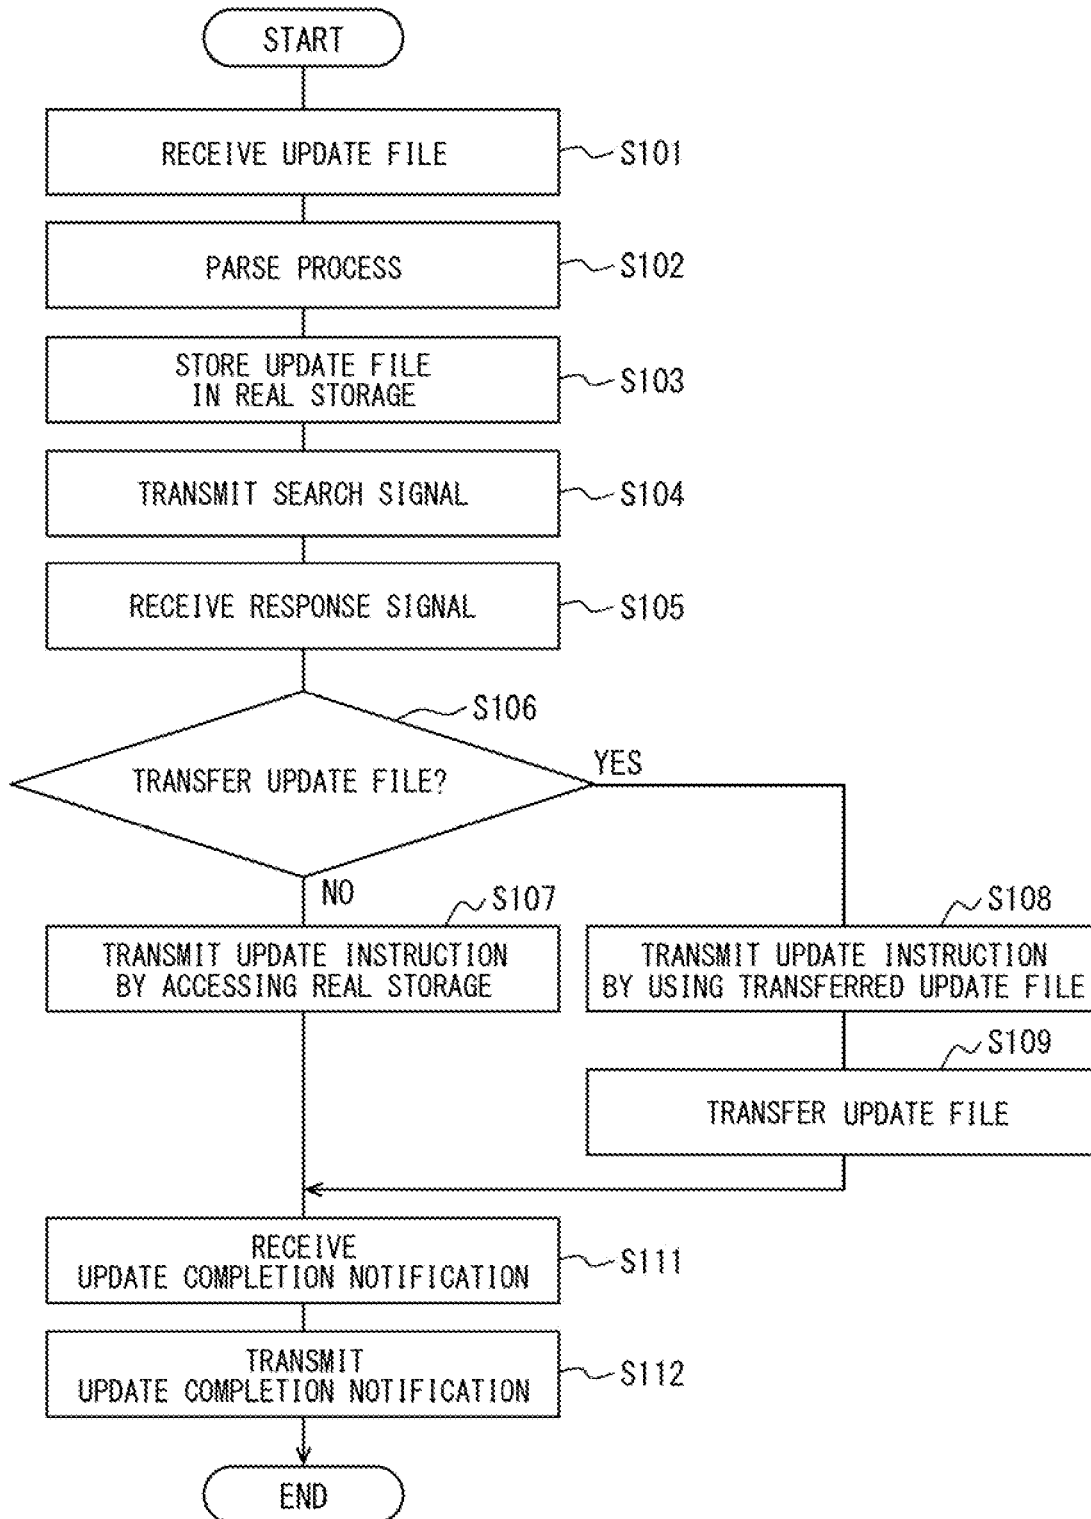 START
RECEIVE UPDATE FILE
S101
PARSE PROCESS
S102
STORE UPDATE FILE
IN REAL STORAGE
S103
TRANSMIT SEARCH SIGNAL
S104
RECEIVE RESPONSE SIGNAL
S105
S106
TRANSFER UPDATE FILE?
YES
NO
S107
TRANSMIT UPDATE INSTRUCTION
BY ACCESSING REAL STORAGE
S108
TRANSMIT UPDATE INSTRUCTION
BY USING TRANSFERRED UPDATE FILE
S109
TRANSFER UPDATE FILE
RECEIVE
UPDATE COMPLETION NOTIFICATION
S111
TRANSMIT
UPDATE COMPLETION NOTIFICATION
S112
END